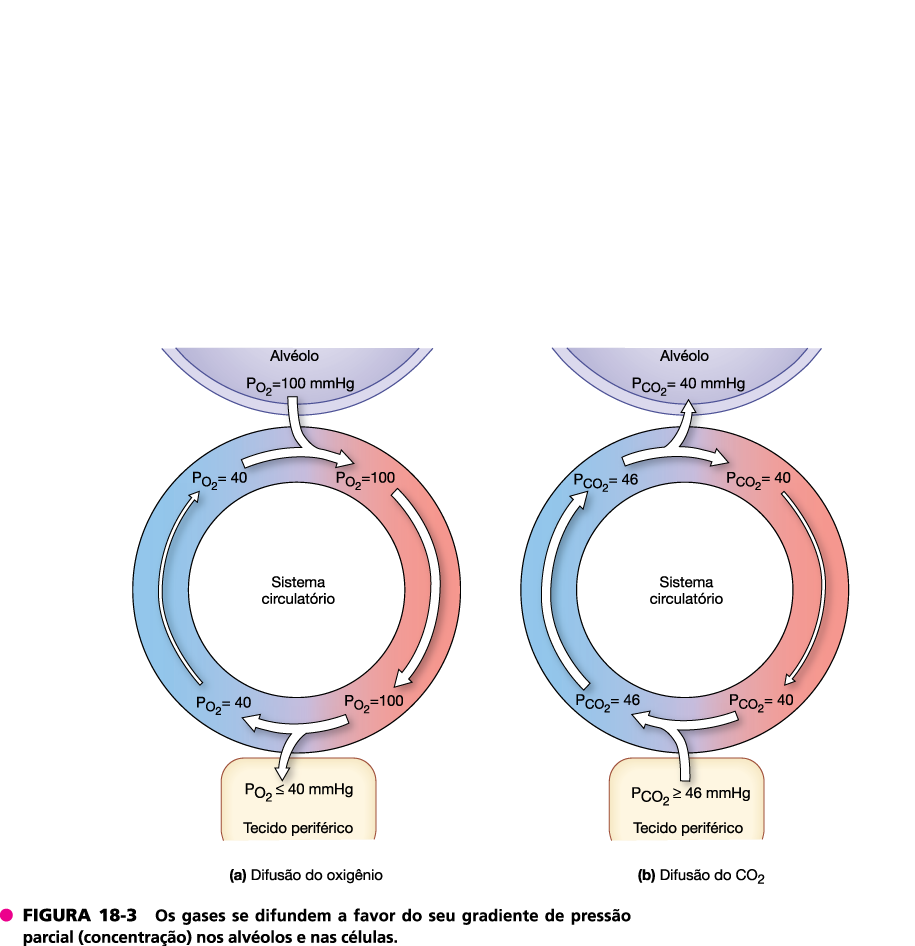 Alvéolo
PO2=100 mmHg
PO2= 40
PO2=100
Sistema
circulatório
PO2= 40
PO2=100
PO2 ≤ 40 mmHg
Tecido periférico
(a) Difusão do oxigênio
Alvéolo
PCO2= 40 mmHg
PCO2= 46
PCO2= 40
Sistema
circulatório
PCO2= 46
PCO2= 40
PCO2 ≥ 46 mmHg
Tecido periférico
(b) Difusão do CO2
FIGURA 18-3 Os gases se difundem a favor do seu gradiente de pressão
parcial (concentração) nos alvéolos e nas células.